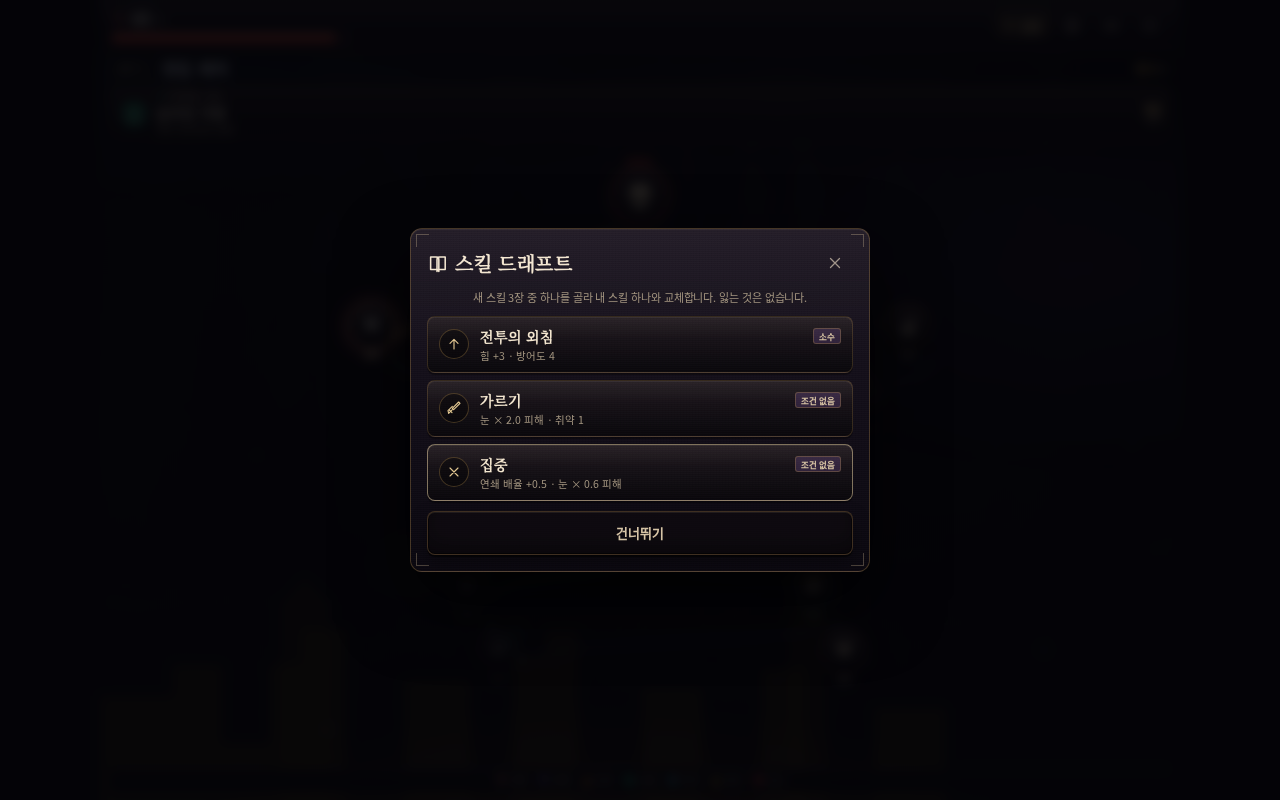 스킬 드래프트
새 스킬 3장 중 하나를 골라 내 스킬 하나와 교체합니다. 잃는 것은 없습니다.
전투의 외침
소수
힘 +3 · 방어도 4
가르기
조건 없음
눈 × 2.0 피해 · 취약 1
집중
조건 없음
연쇄 배율 +0.5 · 눈 × 0.6 피해
건너뛰기